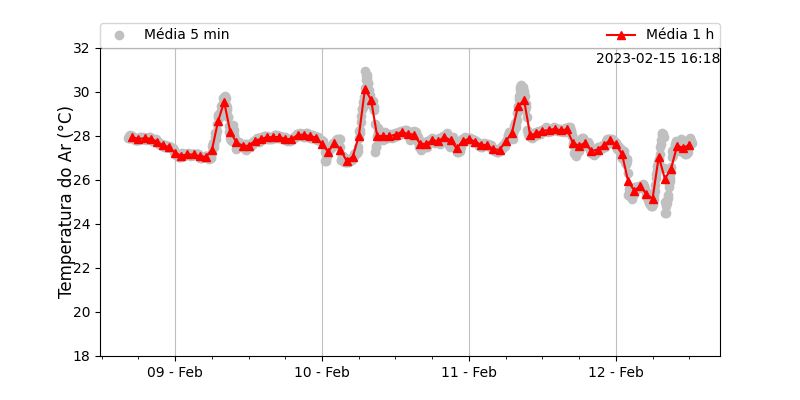 Média 5 min
Média 1 h
2023-02-15 16:18
Temperatura do Ar (°C)
32
30
28
26
24
22
20
18
09 - Feb
10 - Feb
11 - Feb
12 - Feb